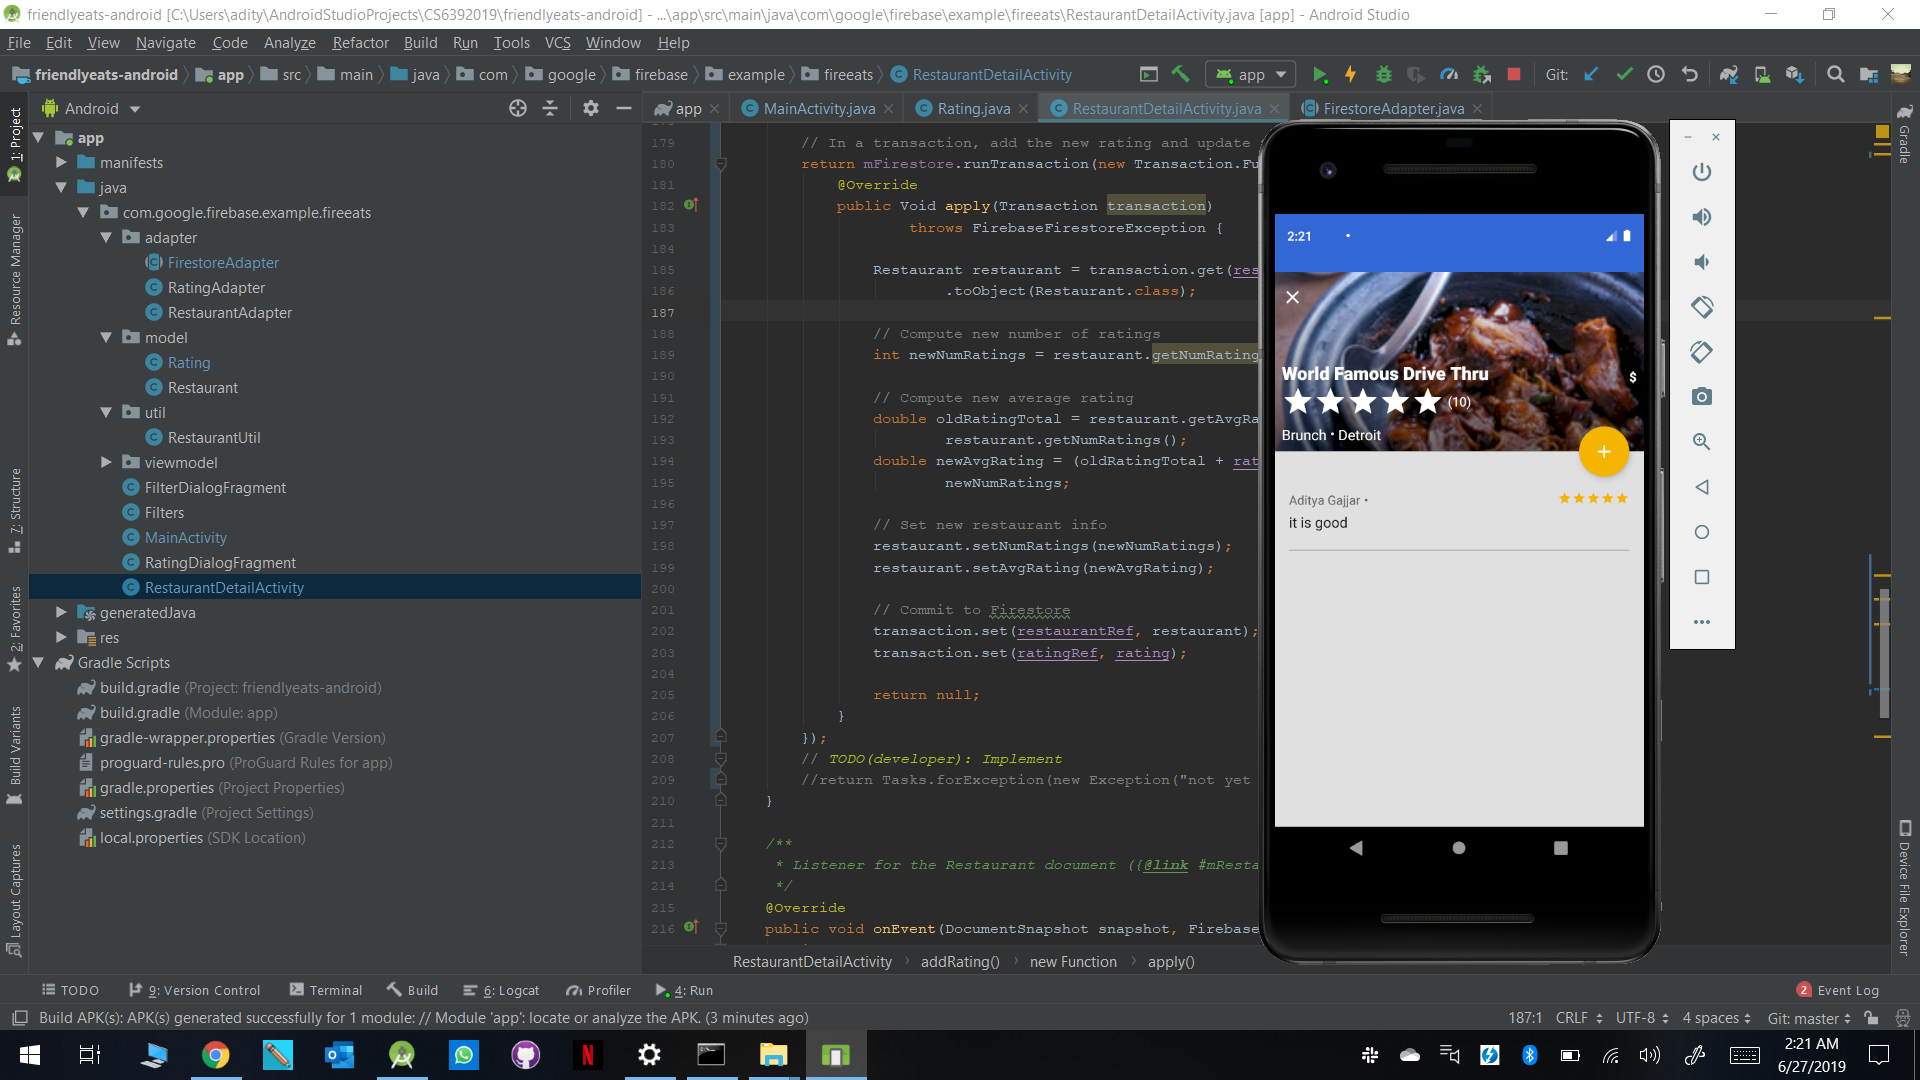 friendlyeats-android [C:\Users\adity\AndroidStudioProjects\CS6392019\friendlyeats-android] - ...\app\src\main\java\com\google\firebase\example\fireeats\RestaurantDetailActivity.java [app] - Android Studio
File Edit View Navigate Code Analyze Refactor Build Run Tools VCS Window Help
friendlyeats-android app src main java com google firebase example fireeats RestaurantDetailActivity app Git:
Android
app MainActivity.java Rating.java RestaurantDetailActivity.java FirestoreAdapter.java
1: Project
Resource Manager
7: Structure
2: Favorites
Build Variants
Layout Captures
app
manifests
java
com.google.firebase.example.fireeats
adapter
FirestoreAdapter
RatingAdapter
RestaurantAdapter
model
Rating
Restaurant
util
RestaurantUtil
viewmodel
FilterDialogFragment
Filters
MainActivity
RatingDialogFragment
RestaurantDetailActivity
generatedJava
res
Gradle Scripts
build.gradle (Project: friendlyeats-android)
build.gradle (Module: app)
gradle-wrapper.properties (Gradle Version)
proguard-rules.pro (ProGuard Rules for app)
gradle.properties (Project Properties)
settings.gradle (Project Settings)
local.properties (SDK Location)
179 // In a transaction, add the new rating and update
180 return mFirestore.runTransaction(new Transaction.Fu
181 @Override
182 public Void apply(Transaction transaction)
183 throws FirebaseFirestoreException {
184
185 Restaurant restaurant = transaction.get(res
186 .toObject(Restaurant.class);
187
188 // Compute new number of ratings
189 int newNumRatings = restaurant.getNumRating
190
191 // Compute new average rating
192 double oldRatingTotal = restaurant.getAvgRa
193 restaurant.getNumRatings();
194 double newAvgRating = (oldRatingTotal + rat
195 newNumRatings;
196
197 // Set new restaurant info
198 restaurant.setNumRatings(newNumRatings);
199 restaurant.setAvgRating(newAvgRating);
200
201 // Commit to Firestore
202 transaction.set(restaurantRef, restaurant);
203 transaction.set(ratingRef, rating);
204
205 return null;
206 }
207 });
208 // TODO(developer): Implement
209 //return Tasks.forException(new Exception("not yet
210 }
211
212 /**
213 * Listener for the Restaurant document ({@link #mResta
214 */
215 @Override
216 public void onEvent(DocumentSnapshot snapshot, Firebase
RestaurantDetailActivity addRating() new Function apply()
2:21
World Famous Drive Thru
$
(10)
Brunch • Detroit
+
Aditya Gajjar •
it is good
Gradle
Device File Explorer
TODO 9: Version Control Terminal Build 6: Logcat Profiler 4: Run 2 Event Log
Build APK(s): APK(s) generated successfully for 1 module: // Module 'app': locate or analyze the APK. (3 minutes ago) 187:1 CRLF UTF-8 4 spaces Git: master
2:21 AM
6/27/2019